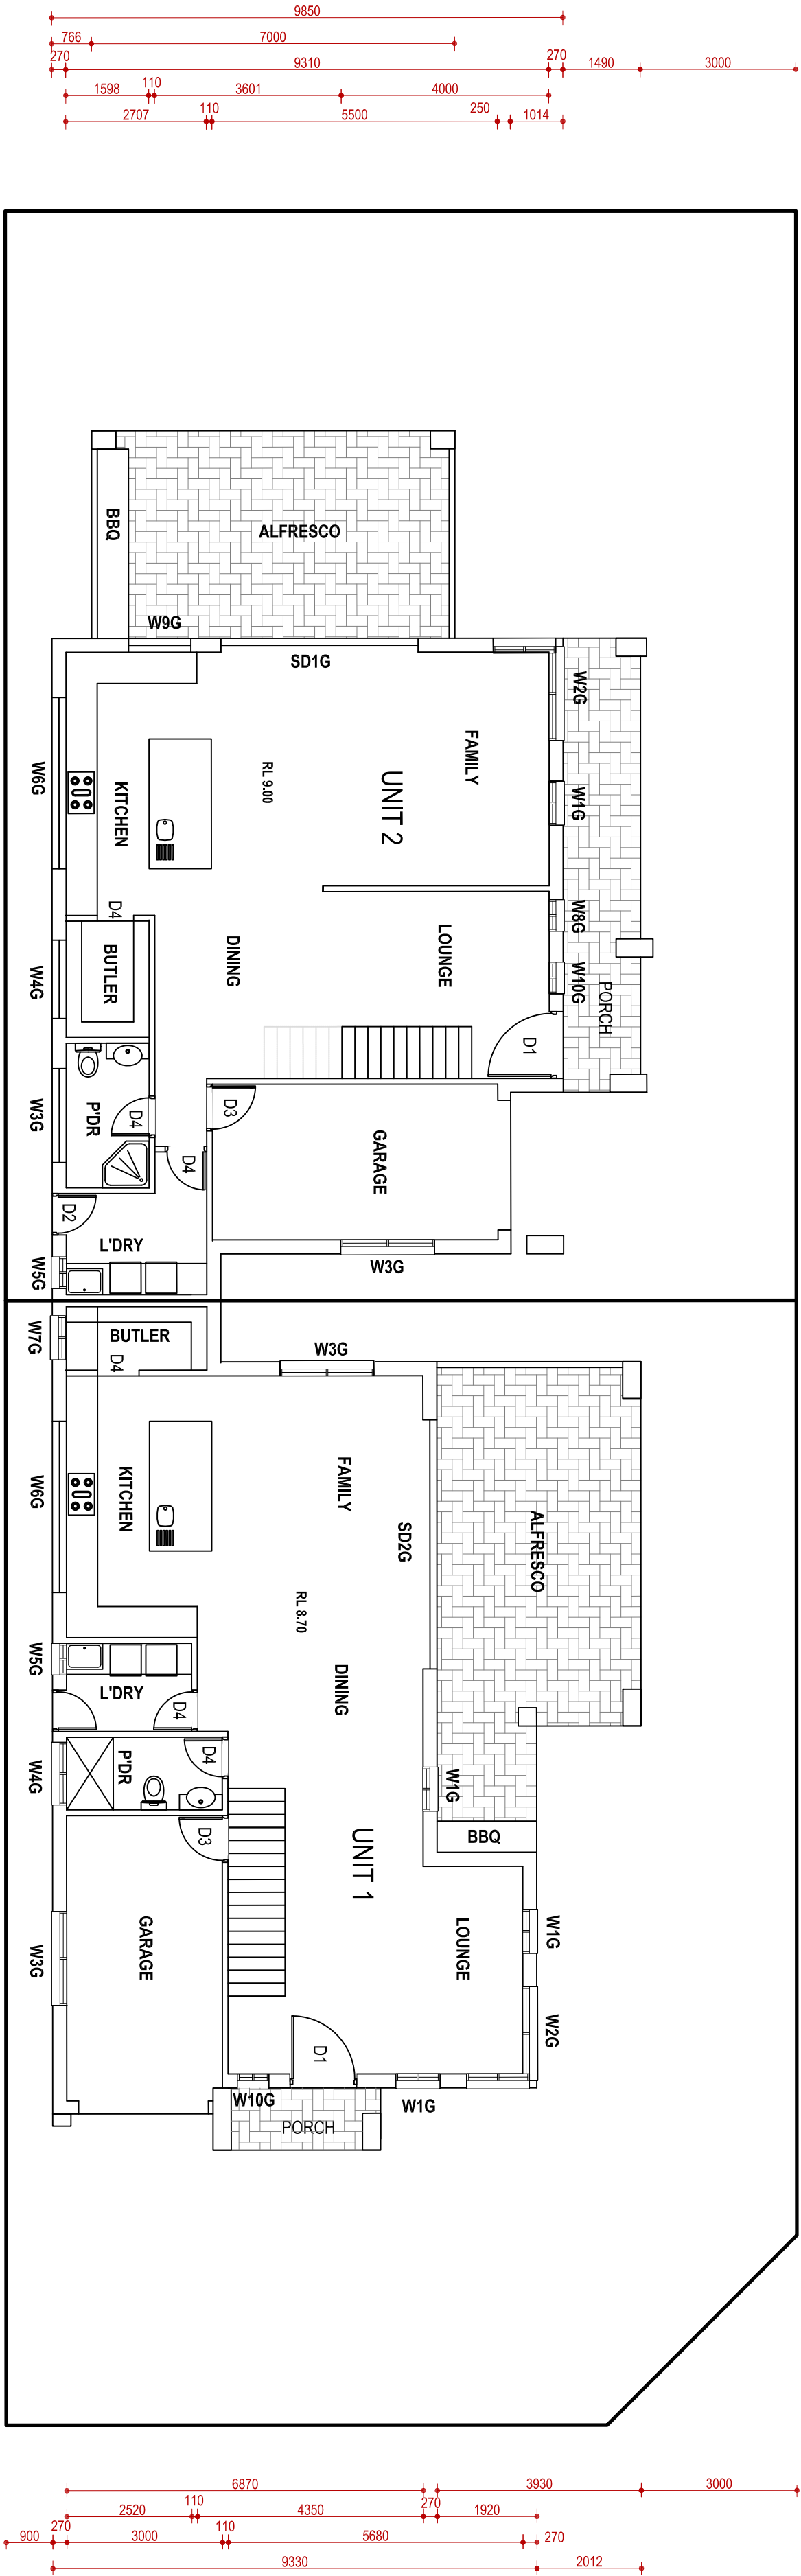 9850
766 7000
270 9310 270 1490 3000
1598 110 3601 4000
2707 110 5500 250 1014
BBQ
ALFRESCO
W9G
SD1G
W2G
FAMILY
W6G
KITCHEN
RL 9.00
UNIT 2
W1G
D4
W8G
BUTLER
DINING
LOUNGE
W4G
W10G
PORCH
D1
W3G
P'DR
D4
D3
GARAGE
D4
D2
L'DRY
W5G
W3G
W7G
BUTLER
D4
W3G
W6G
KITCHEN
FAMILY
SD2G
ALFRESCO
RL 8.70
W5G
L'DRY
D4
DINING
W4G
P'DR
D4
W1G
D3
UNIT 1
BBQ
W3G
GARAGE
LOUNGE
W1G
D1
W2G
W10G
W1G
PORCH
6870 3930 3000
2520 110 4350 270 1920
900 270 3000 110 5680 270
9330 2012